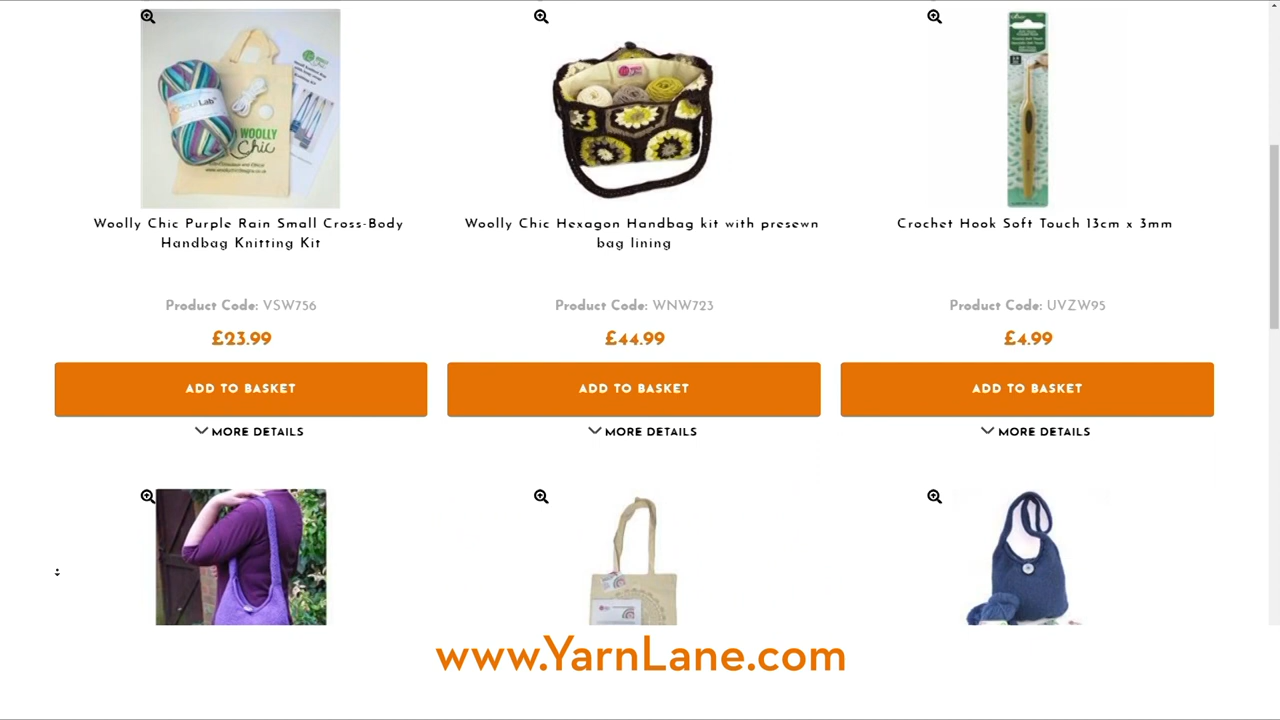 ColourLab
WOOLLY
Chic
Woolly Chic Purple Rain Small Cross-Body
Handbag Knitting Kit
Product Code: VSW756
£23.99
ADD TO BASKET
MORE DETAILS
Woolly Chic Hexagon Handbag kit with presewn
bag lining
Product Code: WNW723
£44.99
ADD TO BASKET
MORE DETAILS
Crochet Hook Soft Touch 13cm x 3mm
Product Code: UVZW95
£4.99
ADD TO BASKET
MORE DETAILS
www.YarnLane.com